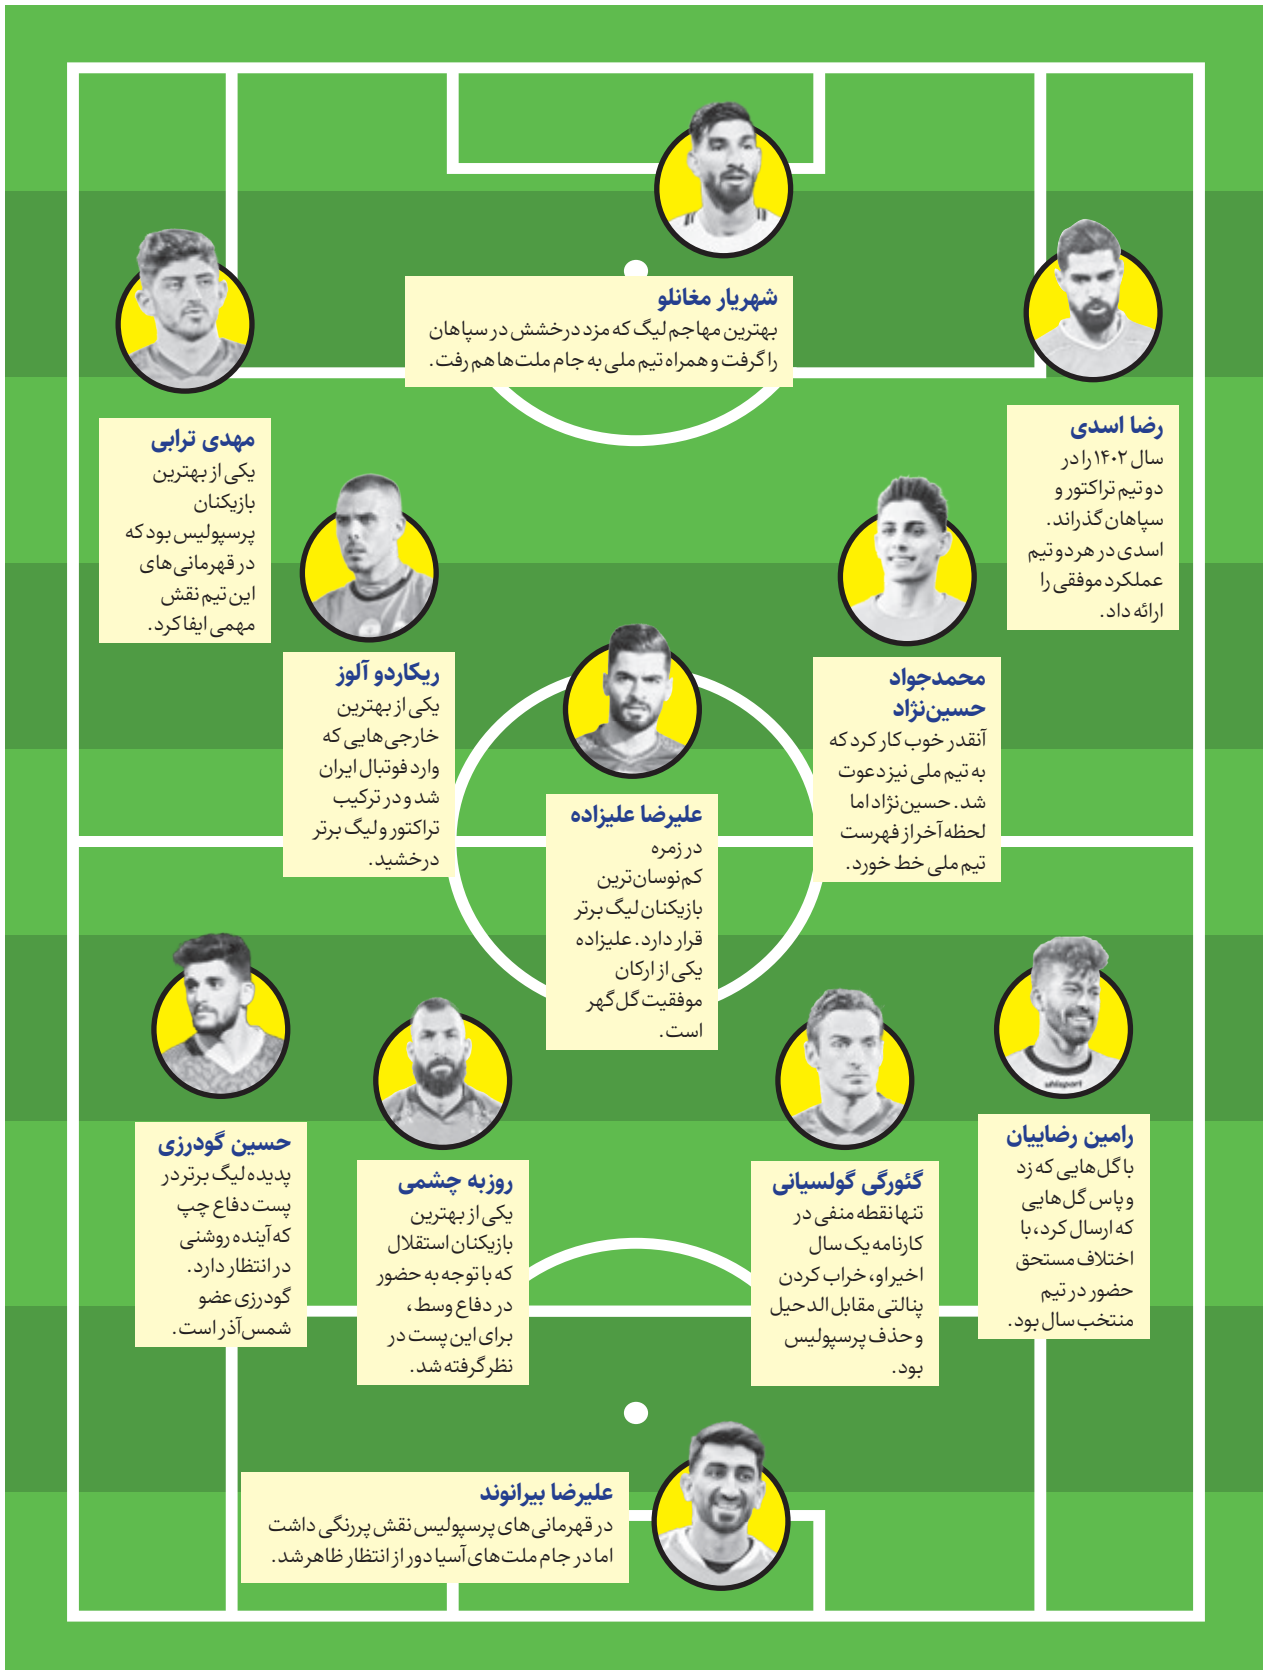 شهریار مغانلو
بهترین مهاجم لیگ که مزد درخشش در سپاهان
را گرفت و همراه تیم ملی به جام ملت‌ها هم رفت.
رضا اسدی
سال ۱۴۰۲ را در
دو تیم تراکتور و
سپاهان گذراند.
اسدی در هر دو تیم
عملکرد موفقی را
ارائه داد.
مهدی ترابی
یکی از بهترین
بازیکنان
پرسپولیس بود که
در قهرمانی‌های
این تیم نقش
مهمی ایفا کرد.
محمدجواد
حسین‌نژاد
آنقدر خوب کار کرد که
به تیم ملی نیز دعوت
شد. حسین‌نژاد اما
لحظه آخر از فهرست
تیم ملی خط خورد.
ریکاردو آلوز
یکی از بهترین
خارجی‌هایی که
وارد فوتبال ایران
شد و در ترکیب
تراکتور و لیگ برتر
درخشید.
علیرضا علیزاده
در زمره
کم‌نوسان‌ترین
بازیکنان لیگ برتر
قرار دارد. علیزاده
یکی از ارکان
موفقیت گل‌گهر
است.
رامین رضاییان
با گل‌هایی که زد
و پاس گل‌هایی
که ارسال کرد، با
اختلاف مستحق
حضور در تیم
منتخب سال بود.
گئورگی گولسیانی
تنها نقطه منفی در
کارنامه یک سال
اخیر او، خراب کردن
پنالتی مقابل الدحیل
و حذف پرسپولیس
بود.
روزبه چشمی
یکی از بهترین
بازیکنان استقلال
که با توجه به حضور
در دفاع وسط،
برای این پست در
نظر گرفته شد.
حسین گودرزی
پدیده لیگ برتر در
پست دفاع چپ
که آینده روشنی
در انتظار دارد.
گودرزی عضو
شمس‌آذر است.
علیرضا بیرانوند
در قهرمانی‌های پرسپولیس نقش پررنگی داشت
اما در جام ملت‌های آسیا دور از انتظار ظاهر شد.
uhlsport